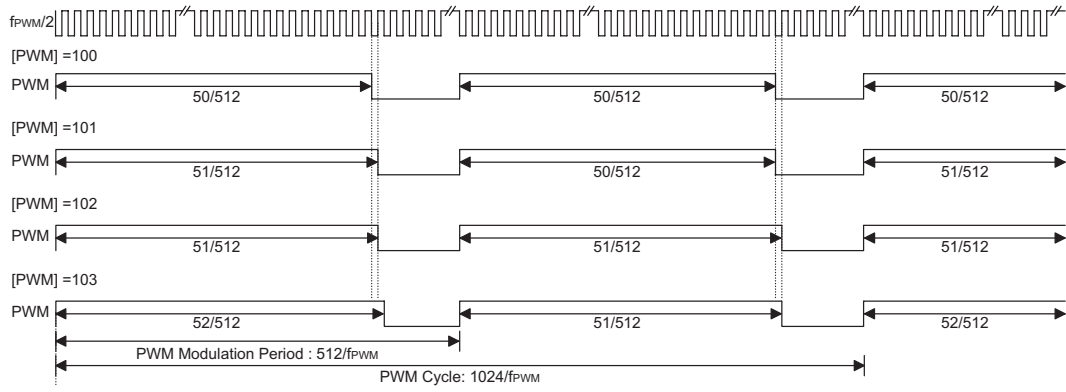 fPWM/2
[PWM] =100
PWM
50/512 50/512 50/512
[PWM] =101
PWM
51/512 50/512 51/512
[PWM] =102
PWM
51/512 51/512 51/512
[PWM] =103
PWM
52/512 51/512 52/512
PWM Modulation Period : 512/fPWM
PWM Cycle: 1024/fPWM